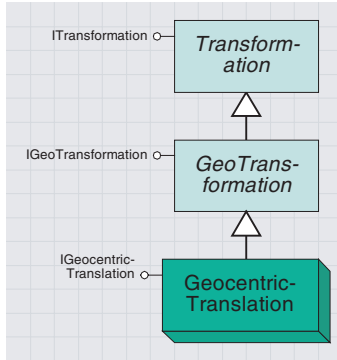 ITransformation
Transform-
ation
IGeoTransformation
GeoTrans-
formation
IGeocentric-
Translation
Geocentric-
Translation